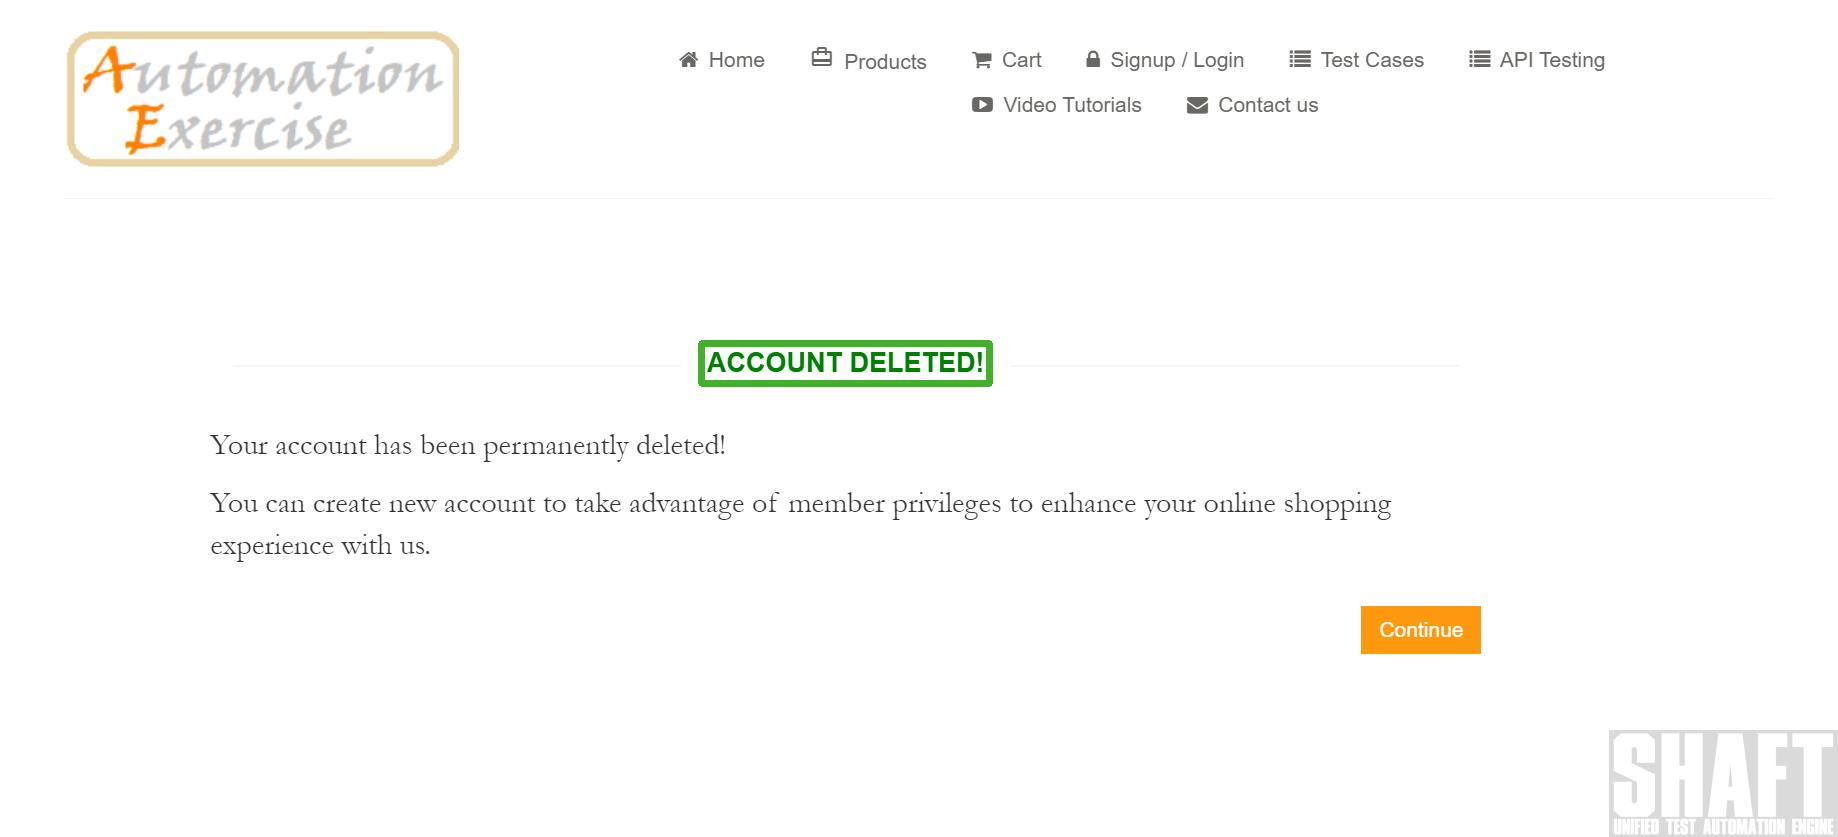 Automation
Exercise
Home
Products
Cart
Signup / Login
Test Cases
API Testing
Video Tutorials
Contact us
ACCOUNT DELETED!
Your account has been permanently deleted!
You can create new account to take advantage of member privileges to enhance your online shopping
experience with us.
Continue
SHAFT
UNIFIED TEST AUTOMATION ENGINE